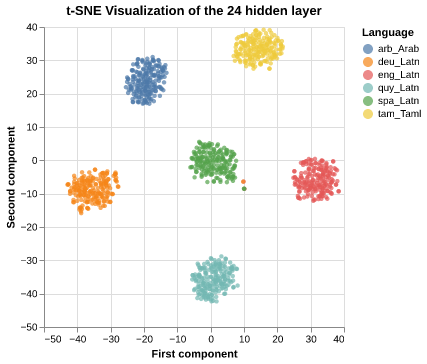 t-SNE Visualization of the 24 hidden layer
Language
arb_Arab
deu_Latn
eng_Latn
quy_Latn
spa_Latn
tam_Taml
Second component
40
30
20
10
0
−10
−20
−30
−40
−50
−50 −40 −30 −20 −10 0 10 20 30 40
First component